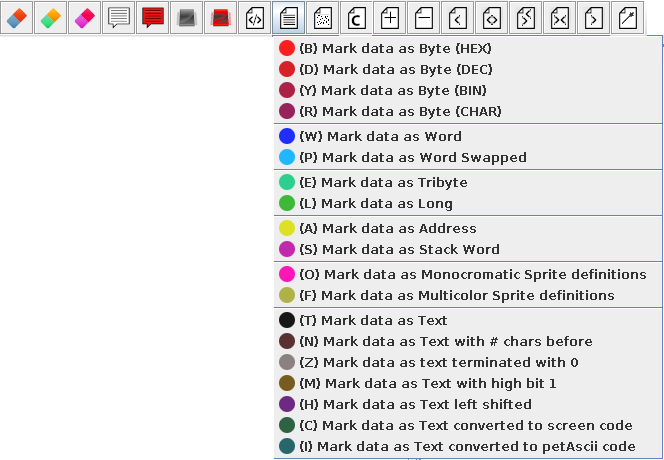 C
(B) Mark data as Byte (HEX)
(D) Mark data as Byte (DEC)
(Y) Mark data as Byte (BIN)
(R) Mark data as Byte (CHAR)
(W) Mark data as Word
(P) Mark data as Word Swapped
(E) Mark data as Tribyte
(L) Mark data as Long
(A) Mark data as Address
(S) Mark data as Stack Word
(O) Mark data as Monocromatic Sprite definitions
(F) Mark data as Multicolor Sprite definitions
(T) Mark data as Text
(N) Mark data as Text with # chars before
(Z) Mark data as text terminated with 0
(M) Mark data as Text with high bit 1
(H) Mark data as Text left shifted
(C) Mark data as Text converted to screen code
(I) Mark data as Text converted to petAscii code